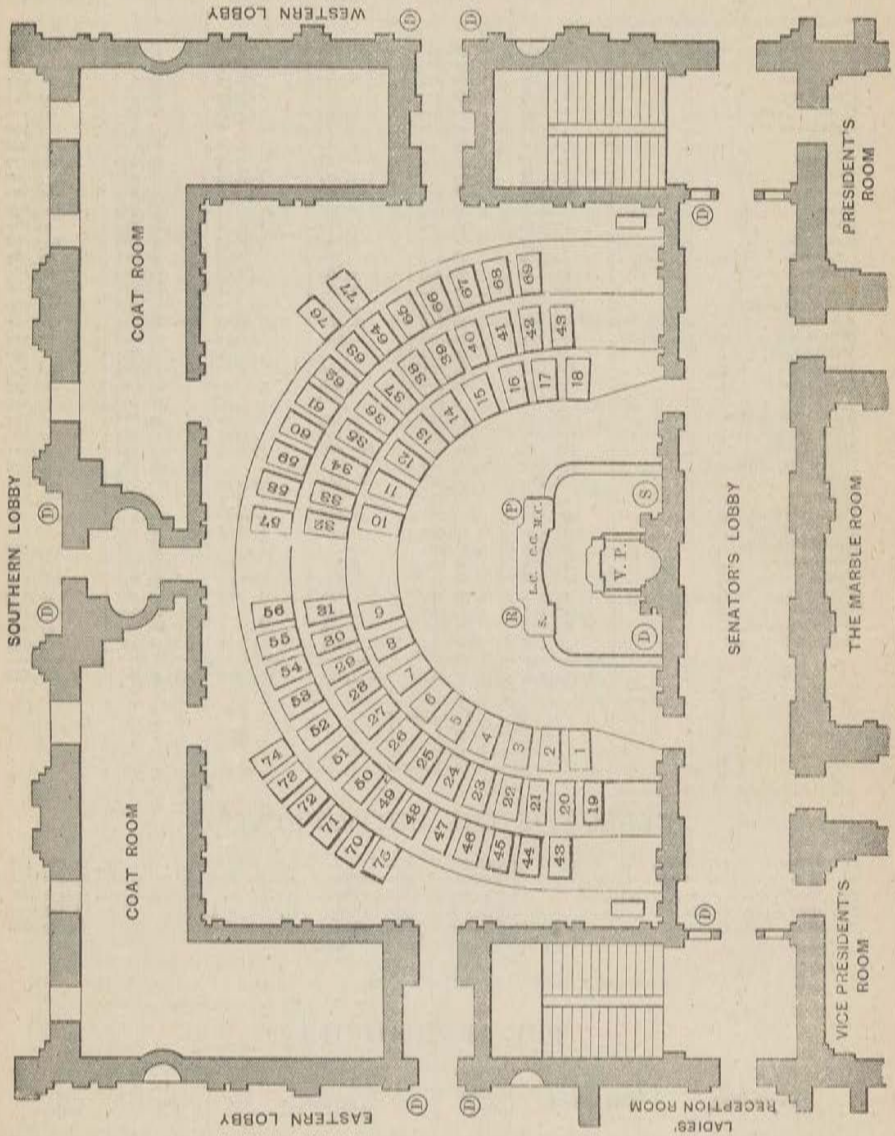 SOUTHERN LOBBY
WESTERN LOBBY
D
D
D
D
COAT ROOM
COAT ROOM
76
77
74
73
72
71
70
75
56
55
54
53
52
51
50
49
48
47
46
45
44
43
57
58
59
60
61
62
63
64
65
66
67
68
69
31
30
29
28
27
26
25
24
23
22
21
20
19
32
33
34
35
36
37
38
39
40
41
42
43
9
8
7
6
5
4
3
2
1
10
11
12
13
14
15
16
17
18
R
P
S. L.C. C.C. M.C.
V. P.
D
S
D
D
SENATOR'S LOBBY
EASTERN LOBBY
D
D
LADIES'
RECEPTION ROOM
VICE PRESIDENT'S
ROOM
THE MARBLE ROOM
PRESIDENT'S
ROOM